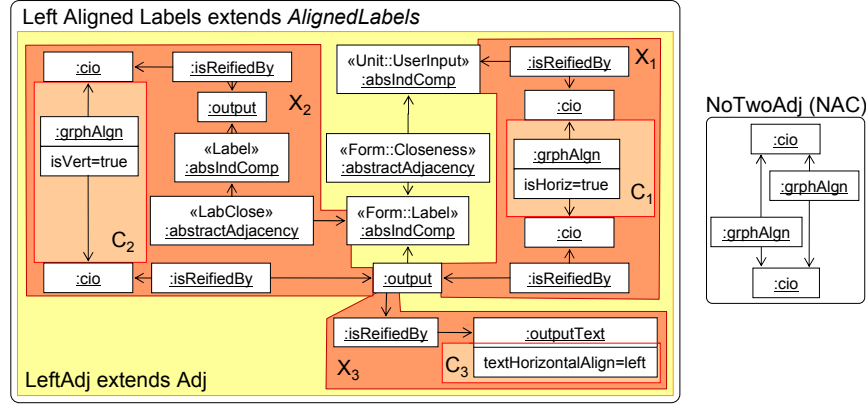 Left Aligned Labels extends AlignedLabels
:cio
:isReifiedBy
X2
:output
:grphAlgn
isVert=true
«Label»
:absIndComp
«LabClose»
:abstractAdjacency
C2
:cio
:isReifiedBy
«Unit::UserInput»
:absIndComp
:isReifiedBy
X1
:cio
«Form::Closeness»
:abstractAdjacency
:grphAlgn
isHoriz=true
C1
«Form::Label»
:absIndComp
:cio
:output
:isReifiedBy
:isReifiedBy
:outputText
X3
C3
textHorizontalAlign=left
LeftAdj extends Adj
NoTwoAdj (NAC)
:cio
:grphAlgn
:grphAlgn
:cio